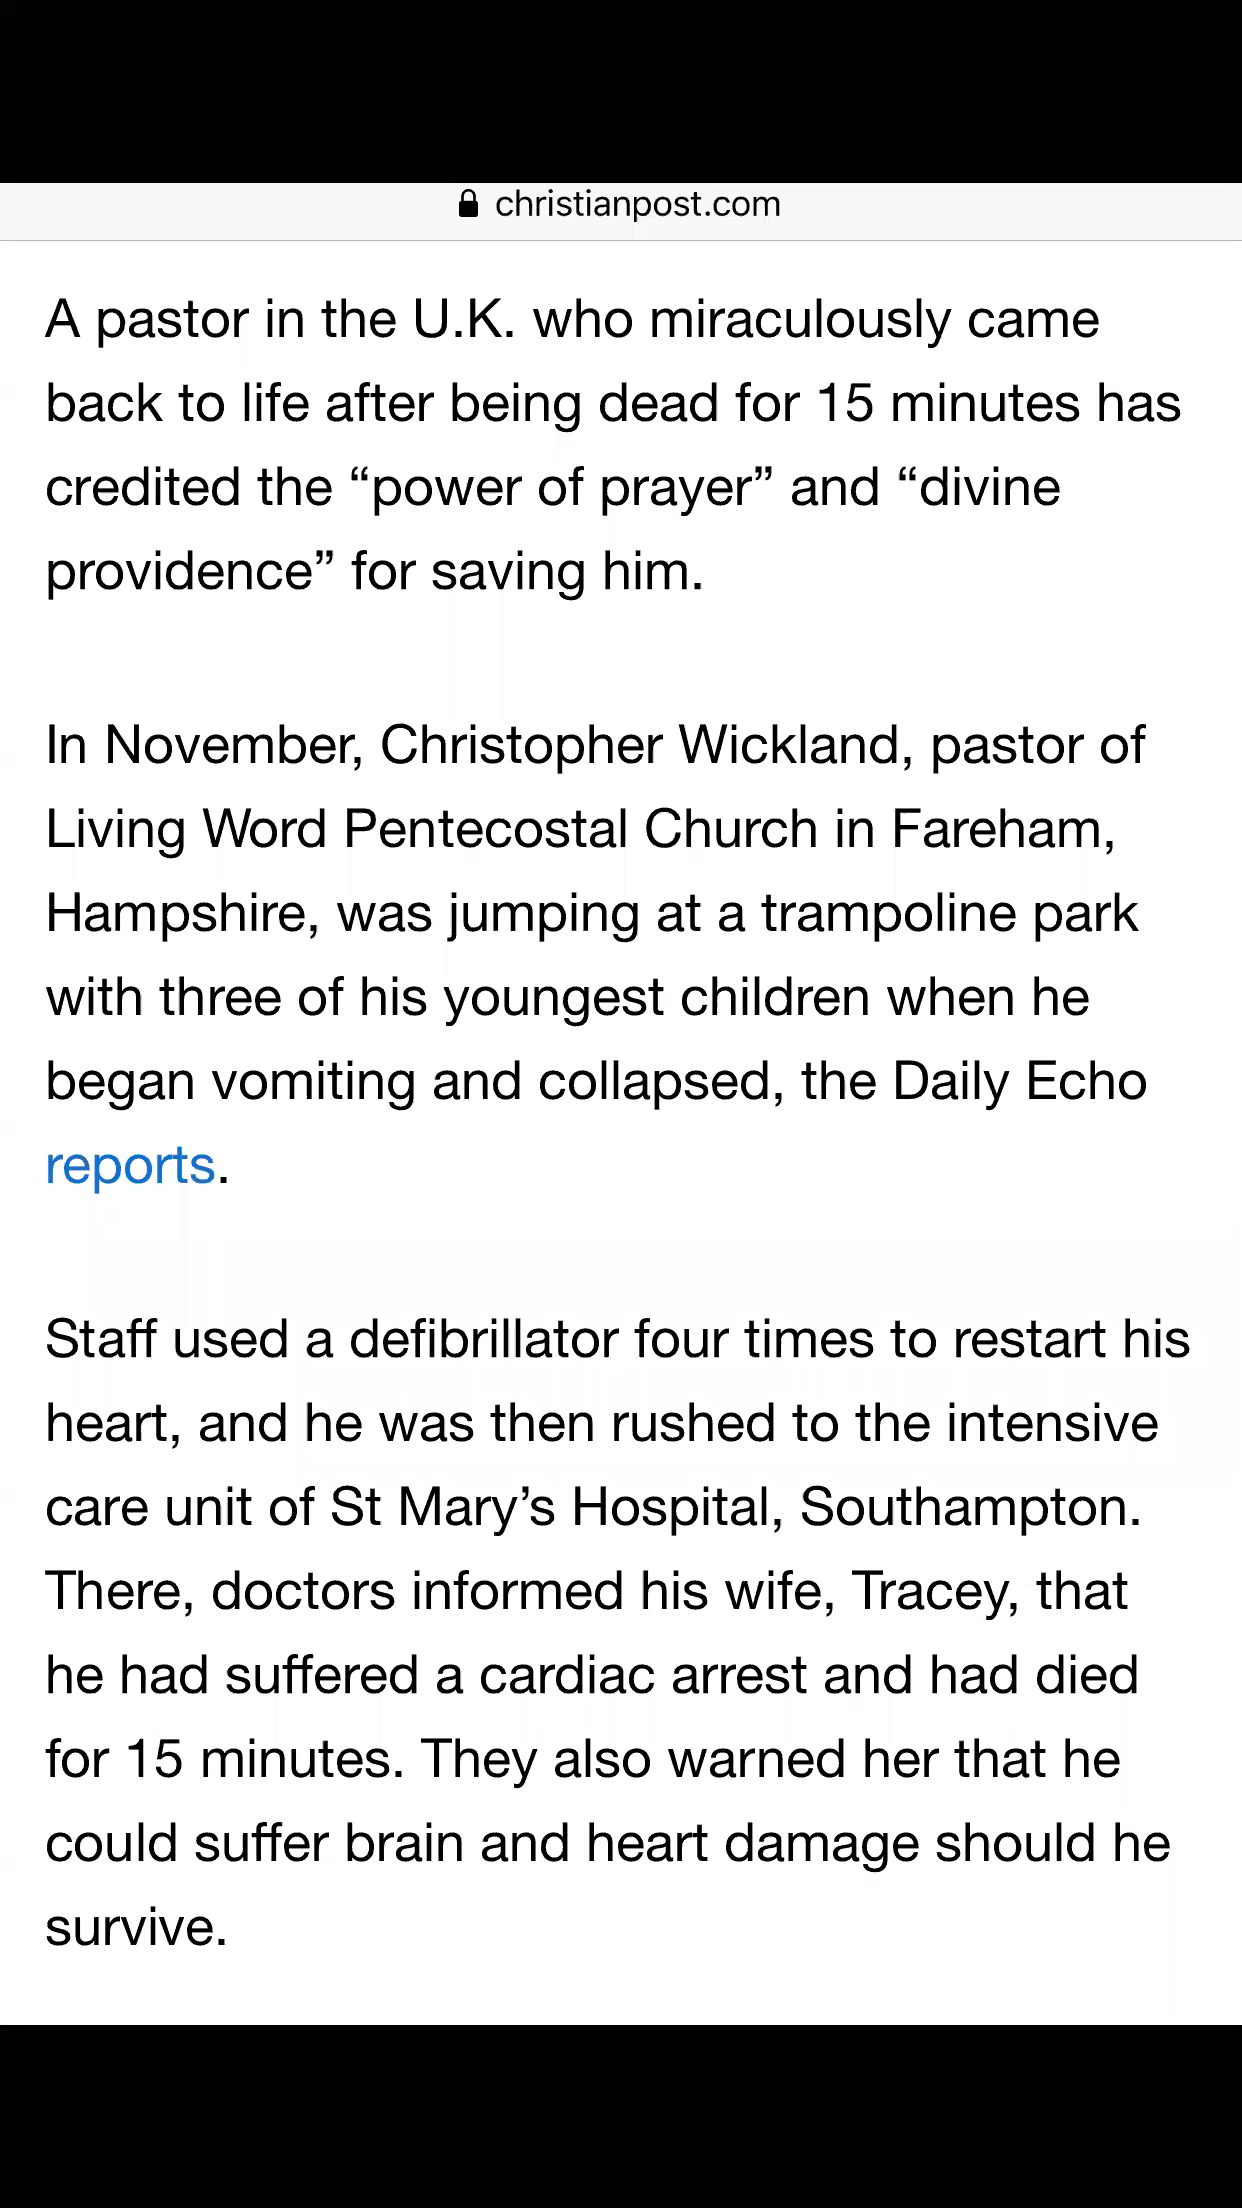 christianpost.com
A pastor in the U.K. who miraculously came
back to life after being dead for 15 minutes has
credited the “power of prayer” and “divine
providence” for saving him.
In November, Christopher Wickland, pastor of
Living Word Pentecostal Church in Fareham,
Hampshire, was jumping at a trampoline park
with three of his youngest children when he
began vomiting and collapsed, the Daily Echo
reports.
Staff used a defibrillator four times to restart his
heart, and he was then rushed to the intensive
care unit of St Mary’s Hospital, Southampton.
There, doctors informed his wife, Tracey, that
he had suffered a cardiac arrest and had died
for 15 minutes. They also warned her that he
could suffer brain and heart damage should he
survive.